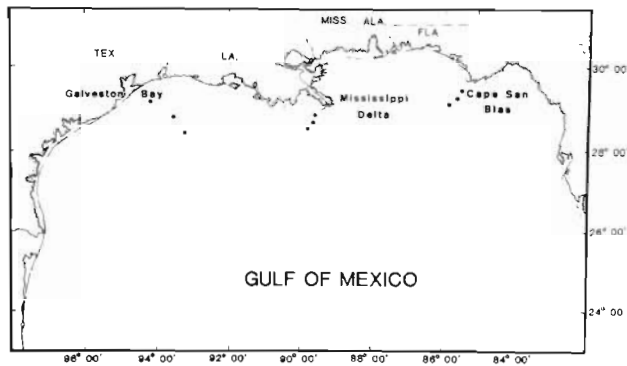 MISS ALA.
FLA
TEX
LA.
30° 00'
Galveston Bay
Mississippi
Delta
Cape San
Blas
28° 00'
26° 00'
GULF OF MEXICO
24° 00'
96° 00' 94° 00' 92° 00' 90° 00' 88° 00' 86° 00' 84° 00'